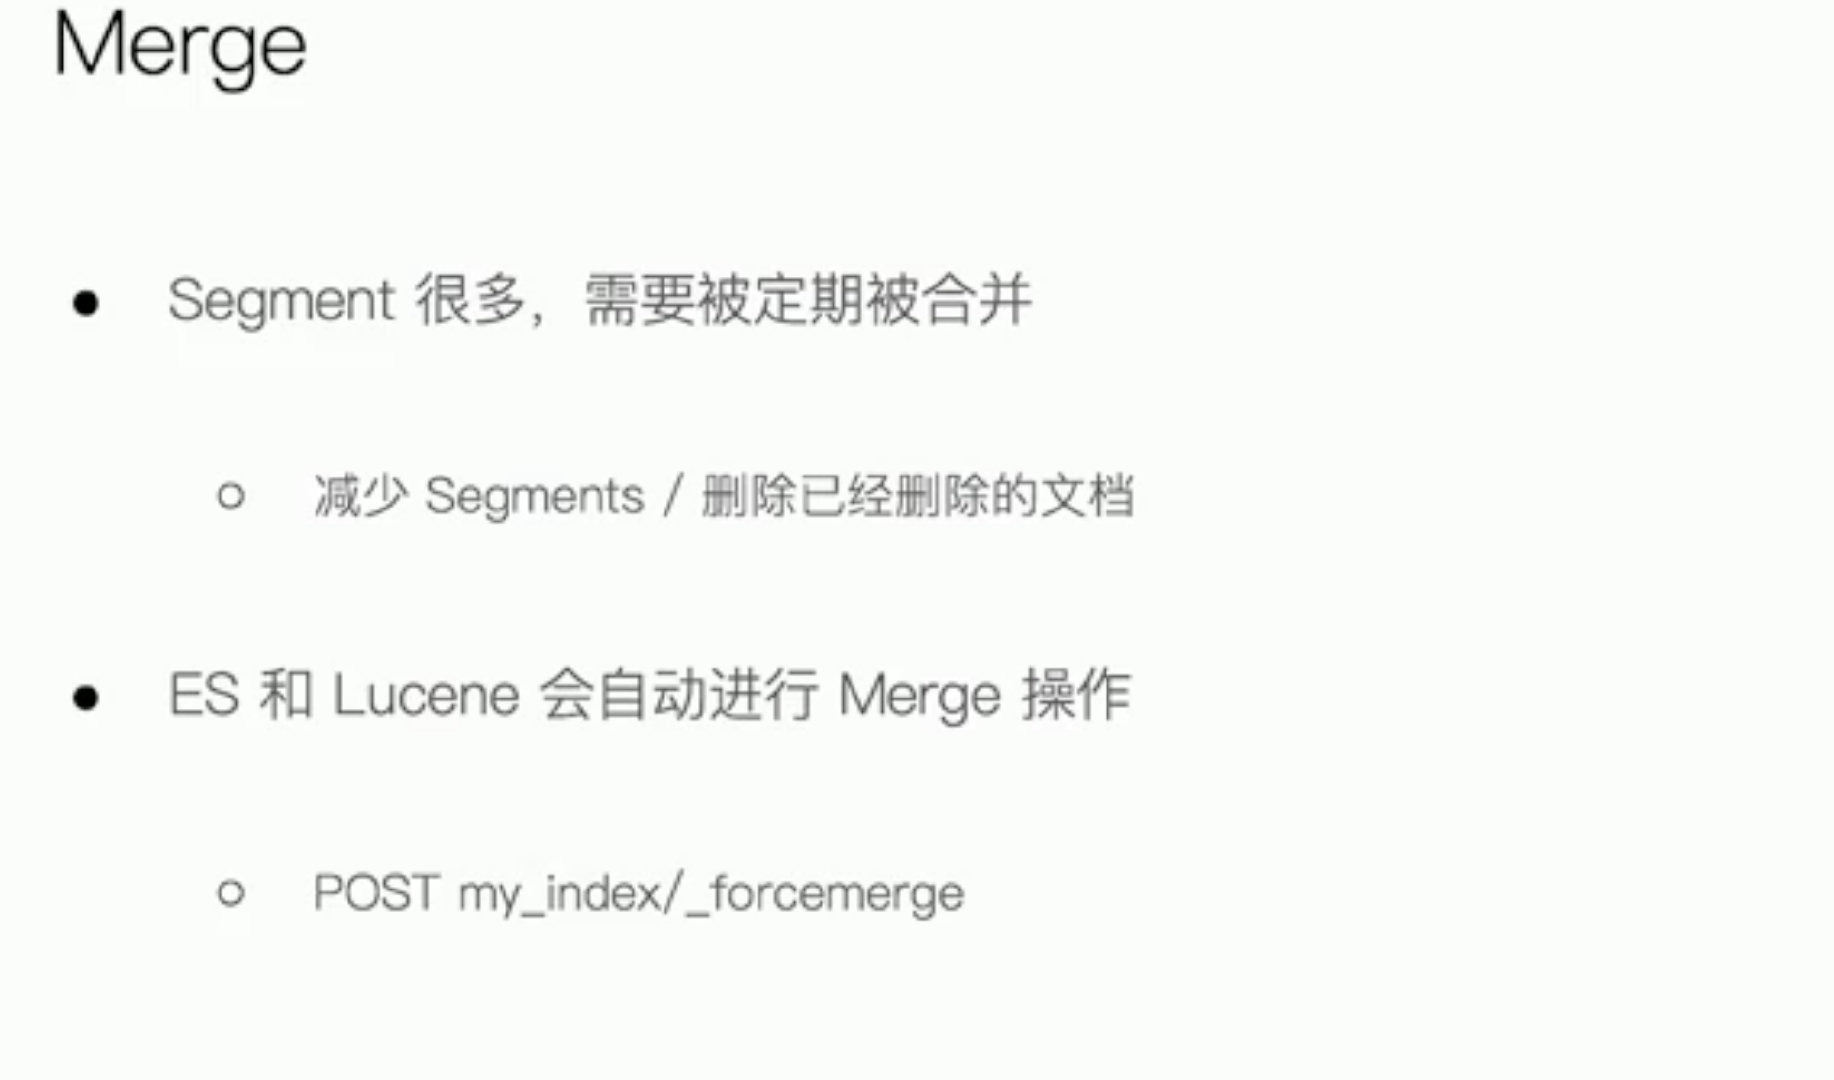 Merge
Segment 很多，需要被定期被合并
减少 Segments / 删除已经删除的文档
ES 和 Lucene 会自动进行 Merge 操作
POST my_index/_forcemerge